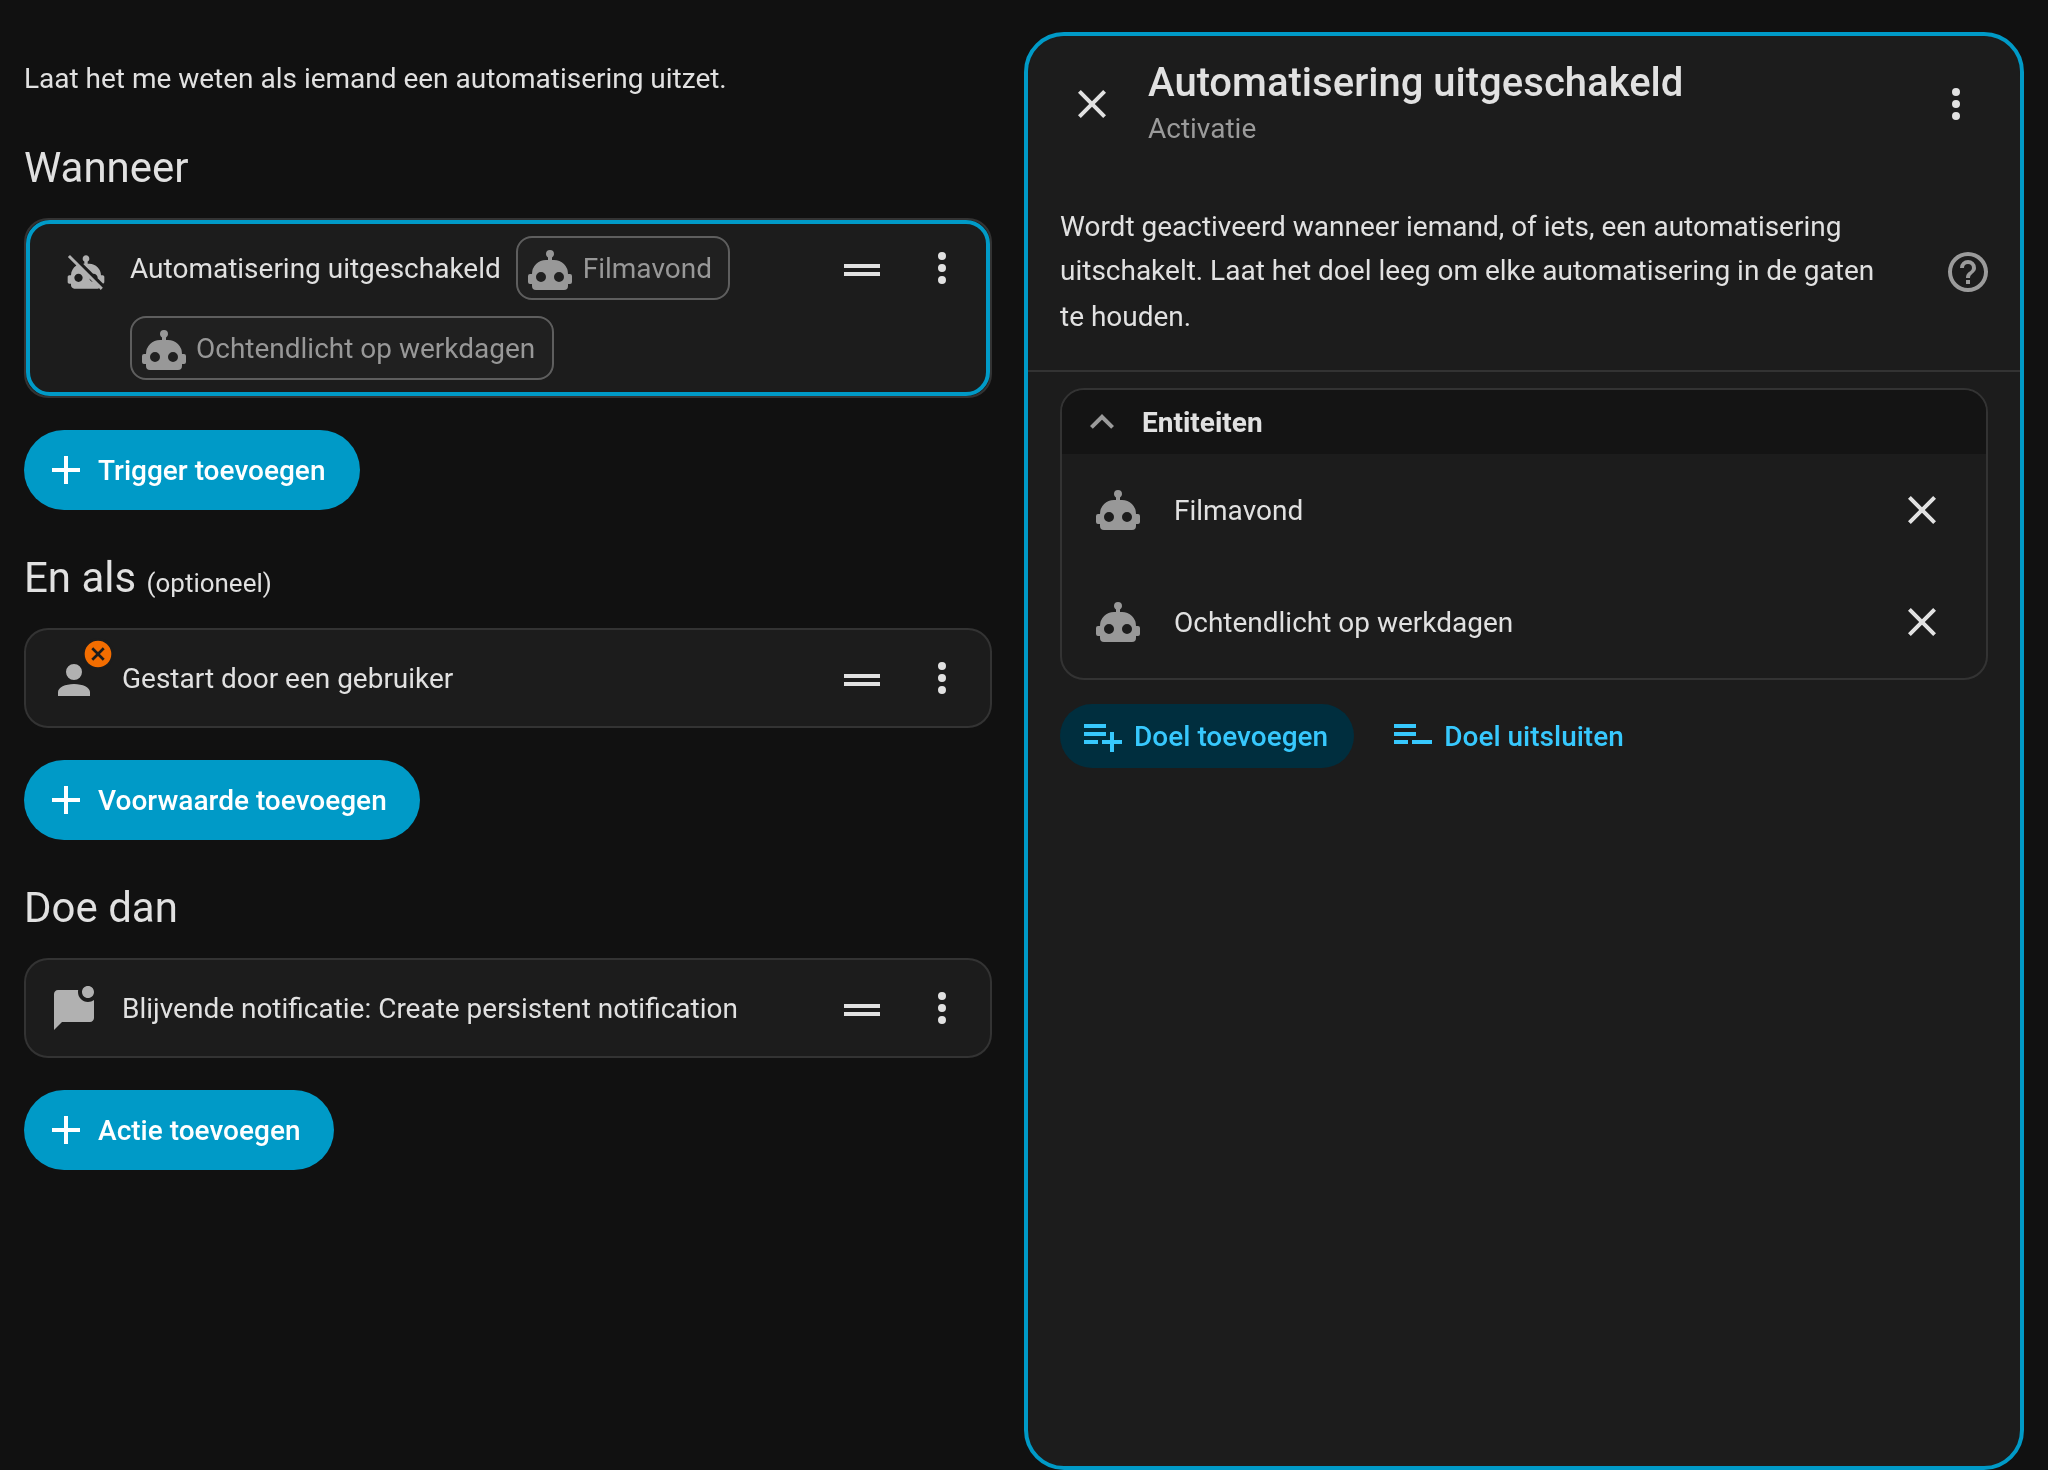 Laat het me weten als iemand een automatisering uitzet.
Wanneer
Automatisering uitgeschakeld Filmavond
Ochtendlicht op werkdagen
Trigger toevoegen
En als (optioneel)
Gestart door een gebruiker
Voorwaarde toevoegen
Doe dan
Blijvende notificatie: Create persistent notification
Actie toevoegen
Automatisering uitgeschakeld
Activatie
Wordt geactiveerd wanneer iemand, of iets, een automatisering
uitschakelt. Laat het doel leeg om elke automatisering in de gaten
te houden.
Entiteiten
Filmavond
Ochtendlicht op werkdagen
Doel toevoegen Doel uitsluiten